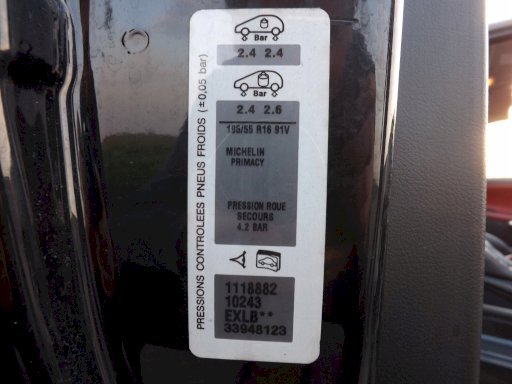 PRESSIONS CONTROLEES PNEUS FROIDS (±0,05 bar)
Bar
2.4 2.4
Bar
2.4 2.6
195/55 R16 91V
MICHELIN
PRIMACY
PRESSION ROUE
SECOURS
4.2 BAR
1118882
10243
EXLB**
33948123